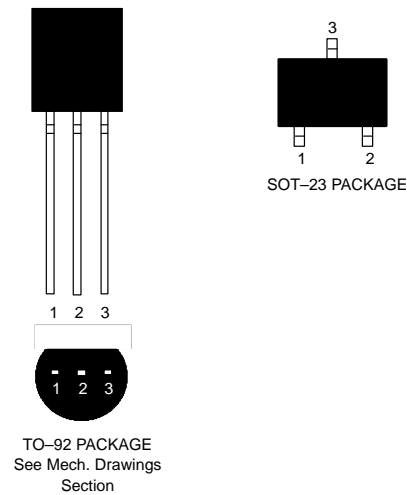 3
1 2
SOT–23 PACKAGE
1 2 3
1 2 3
TO–92 PACKAGE
See Mech. Drawings
Section